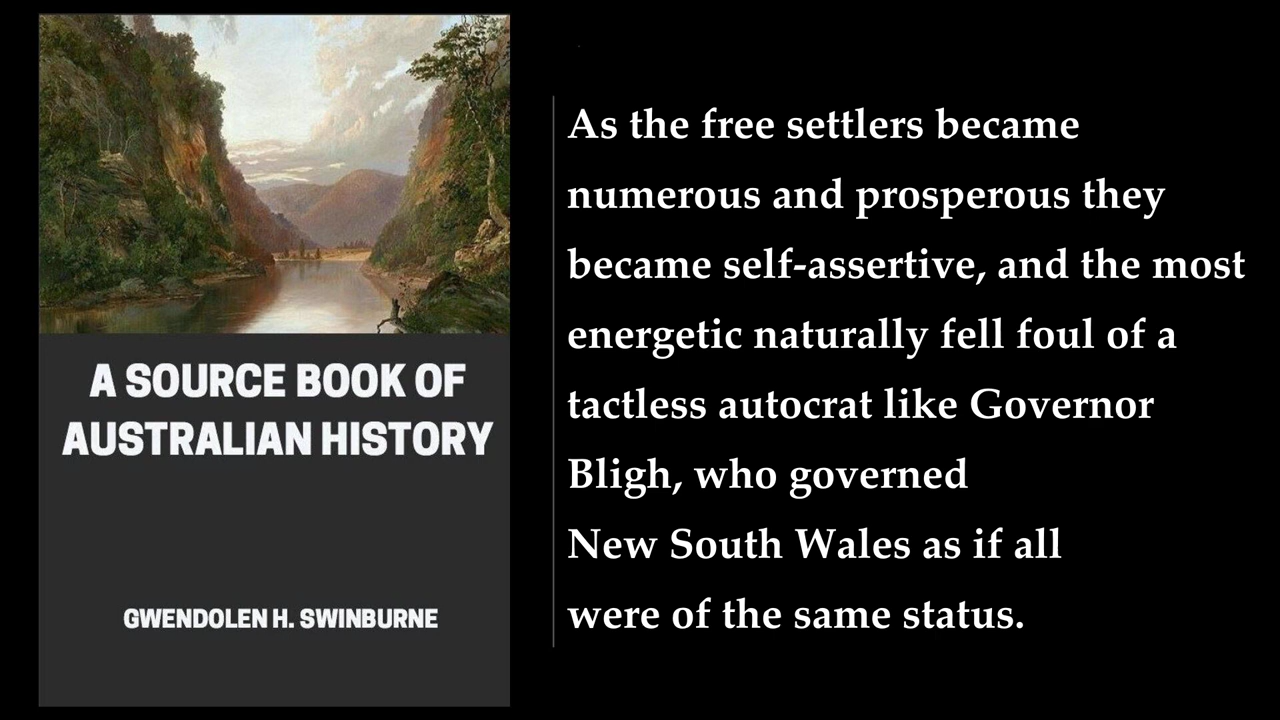 A SOURCE BOOK OF
AUSTRALIAN HISTORY
GWENDOLEN H. SWINBURNE
As the free settlers became
numerous and prosperous they
became self-assertive, and the most
energetic naturally fell foul of a
tactless autocrat like Governor
Bligh, who governed
New South Wales as if all
were of the same status.